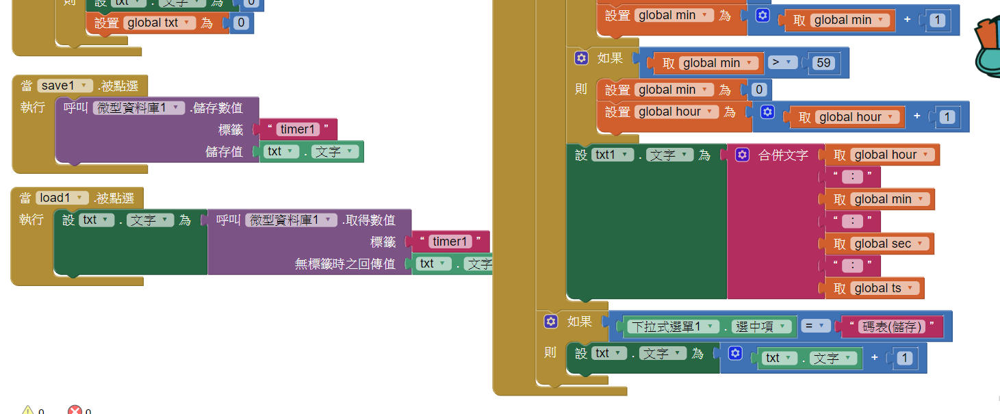 則 設 txt . 文字 為 0
設置 global txt 為 0
當 save1 .被點選
執行 呼叫 微型資料庫1 .儲存數值
標籤 “ timer1 ”
儲存值 txt . 文字
當 load1 .被點選
執行 設 txt . 文字 為 呼叫 微型資料庫1 .取得數值
標籤 “ timer1 ”
無標籤時之回傳值 txt . 文字
設置 global min 為 取 global min + 1
如果 取 global min > 59
則 設置 global min 為 0
設置 global hour 為 取 global hour + 1
設 txt1 . 文字 為 合併文字 取 global hour
“ : ”
取 global min
“ : ”
取 global sec
“ : ”
取 global ts
如果 下拉式選單1 . 選中項 = “ 碼表(儲存) ”
則 設 txt . 文字 為 txt . 文字 + 1
0 0